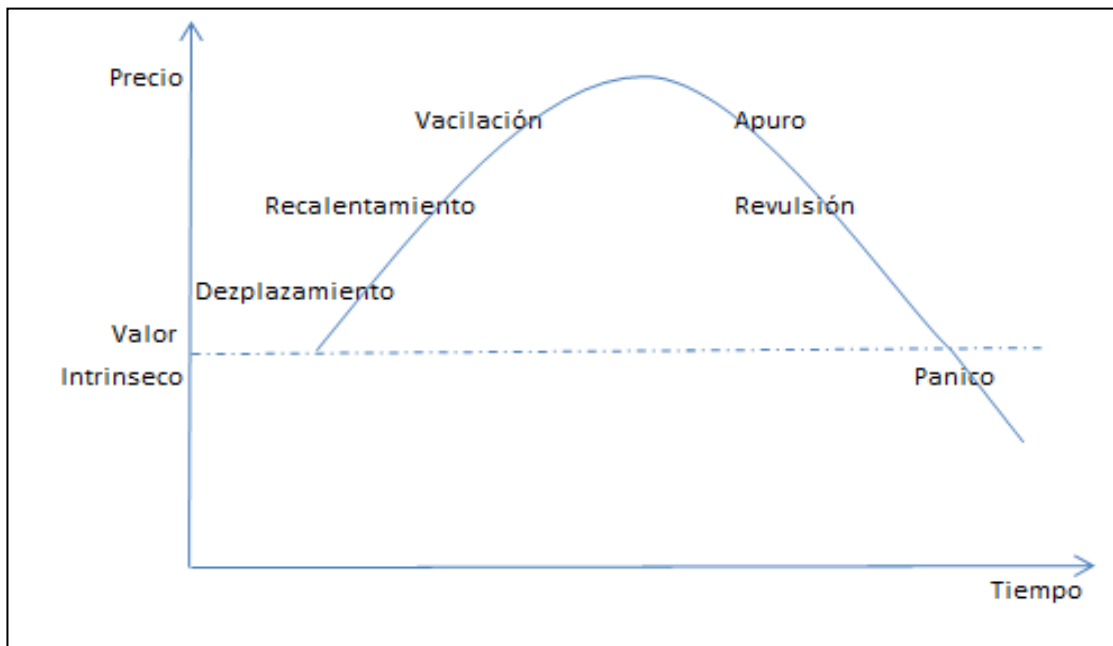 Precio
Vacilación
Apuro
Recalentamiento
Revulsión
Dezplazamiento
Valor
Intrinseco
Panico
Tiempo